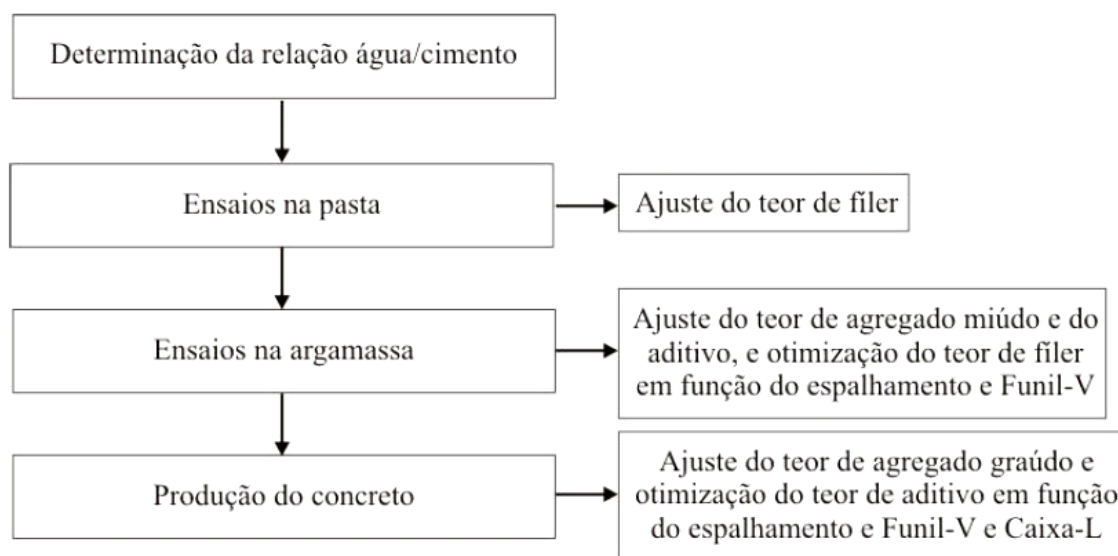 Determinação da relação água/cimento
Ensaios na pasta
Ajuste do teor de fíler
Ensaios na argamassa
Ajuste do teor de agregado miúdo e do
aditivo, e otimização do teor de fíler
em função do espalhamento e Funil-V
Produção do concreto
Ajuste do teor de agregado graúdo e
otimização do teor de aditivo em função
do espalhamento e Funil-V e Caixa-L